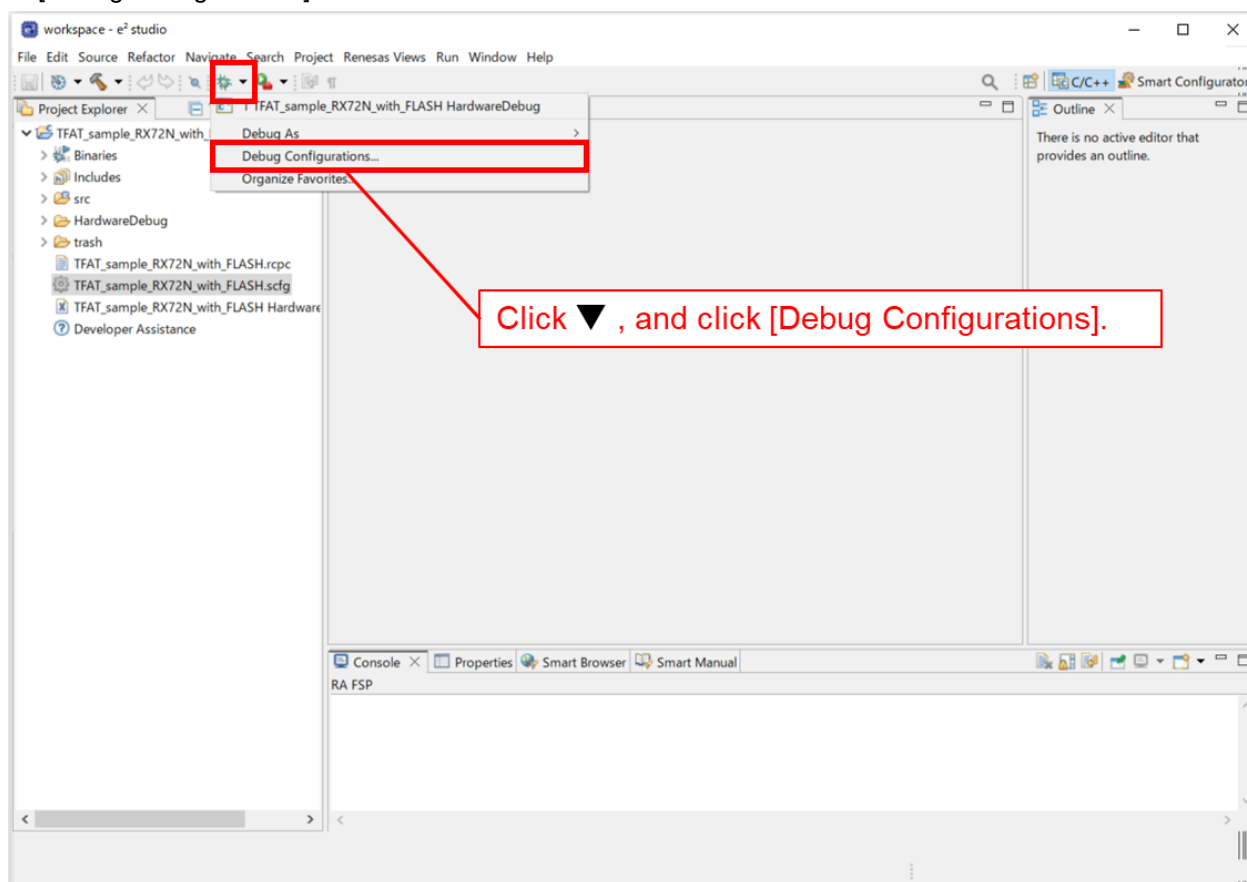 workspace - e² studio
File Edit Source Refactor Navigate Search Project Renesas Views Run Window Help
C/C++ Smart Configurator
Project Explorer
1 TFAT_sample_RX72N_with_FLASH HardwareDebug
Outline
TFAT_sample_RX72N_with_
Debug As
There is no active editor that
provides an outline.
Binaries
Debug Configurations...
Includes
Organize Favorites...
src
HardwareDebug
trash
TFAT_sample_RX72N_with_FLASH.rcpc
TFAT_sample_RX72N_with_FLASH.scfg
TFAT_sample_RX72N_with_FLASH Hardware
Developer Assistance
Click ▼ , and click [Debug Configurations].
Console Properties Smart Browser Smart Manual
RA FSP